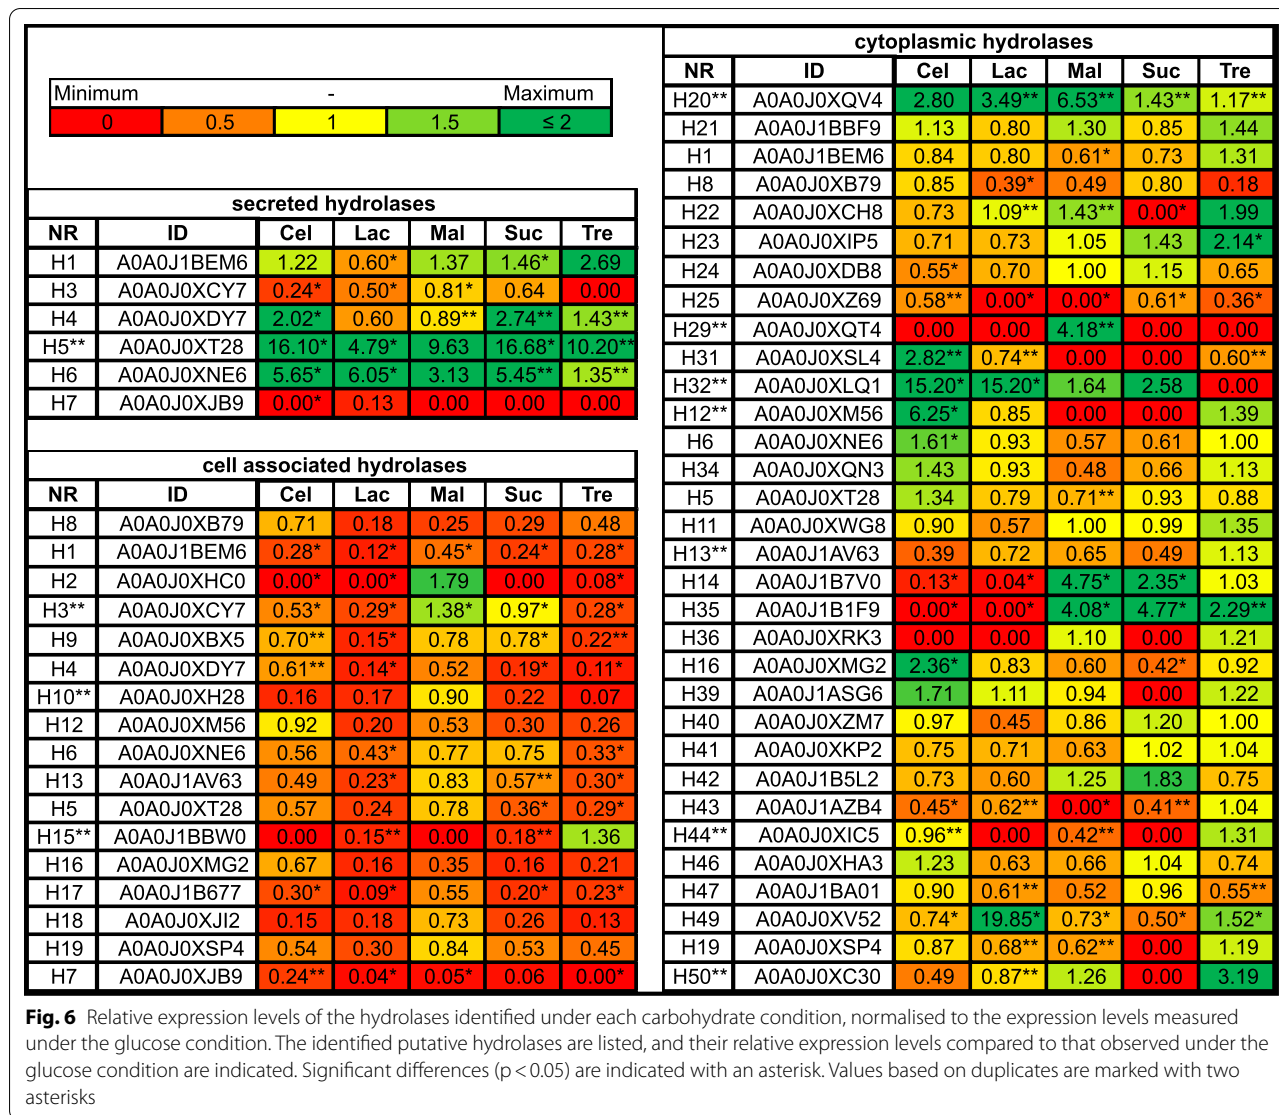 Minimum - Maximum
0 0.5 1 1.5 ≤ 2
secreted hydrolases
NR ID Cel Lac Mal Suc Tre
H1 A0A0J1BEM6 1.22 0.60* 1.37 1.46* 2.69
H3 A0A0J0XCY7 0.24* 0.50* 0.81* 0.64 0.00
H4 A0A0J0XDY7 2.02* 0.60 0.89** 2.74** 1.43**
H5** A0A0J0XT28 16.10* 4.79* 9.63 16.68* 10.20**
H6 A0A0J0XNE6 5.65* 6.05* 3.13 5.45** 1.35**
H7 A0A0J0XJB9 0.00* 0.13 0.00 0.00 0.00
cell associated hydrolases
NR ID Cel Lac Mal Suc Tre
H8 A0A0J0XB79 0.71 0.18 0.25 0.29 0.48
H1 A0A0J1BEM6 0.28* 0.12* 0.45* 0.24* 0.28*
H2 A0A0J0XHC0 0.00* 0.00* 1.79 0.00 0.08*
H3** A0A0J0XCY7 0.53* 0.29* 1.38* 0.97* 0.28*
H9 A0A0J0XBX5 0.70** 0.15* 0.78 0.78* 0.22**
H4 A0A0J0XDY7 0.61** 0.14* 0.52 0.19* 0.11*
H10** A0A0J0XH28 0.16 0.17 0.90 0.22 0.07
H12 A0A0J0XM56 0.92 0.20 0.53 0.30 0.26
H6 A0A0J0XNE6 0.56 0.43* 0.77 0.75 0.33*
H13 A0A0J1AV63 0.49 0.23* 0.83 0.57** 0.30*
H5 A0A0J0XT28 0.57 0.24 0.78 0.36* 0.29*
H15** A0A0J1BBW0 0.00 0.15** 0.00 0.18** 1.36
H16 A0A0J0XMG2 0.67 0.16 0.35 0.16 0.21
H17 A0A0J1B677 0.30* 0.09* 0.55 0.20* 0.23*
H18 A0A0J0XJI2 0.15 0.18 0.73 0.26 0.13
H19 A0A0J0XSP4 0.54 0.30 0.84 0.53 0.45
H7 A0A0J0XJB9 0.24** 0.04* 0.05* 0.06 0.00*
cytoplasmic hydrolases
NR ID Cel Lac Mal Suc Tre
H20** A0A0J0XQV4 2.80 3.49** 6.53** 1.43** 1.17**
H21 A0A0J1BBF9 1.13 0.80 1.30 0.85 1.44
H1 A0A0J1BEM6 0.84 0.80 0.61* 0.73 1.31
H8 A0A0J0XB79 0.85 0.39* 0.49 0.80 0.18
H22 A0A0J0XCH8 0.73 1.09** 1.43** 0.00* 1.99
H23 A0A0J0XIP5 0.71 0.73 1.05 1.43 2.14*
H24 A0A0J0XDB8 0.55* 0.70 1.00 1.15 0.65
H25 A0A0J0XZ69 0.58** 0.00* 0.00* 0.61* 0.36*
H29** A0A0J0XQT4 0.00 0.00 4.18** 0.00 0.00
H31 A0A0J0XSL4 2.82** 0.74** 0.00 0.00 0.60**
H32** A0A0J0XLQ1 15.20* 15.20* 1.64 2.58 0.00
H12** A0A0J0XM56 6.25* 0.85 0.00 0.00 1.39
H6 A0A0J0XNE6 1.61* 0.93 0.57 0.61 1.00
H34 A0A0J0XQN3 1.43 0.93 0.48 0.66 1.13
H5 A0A0J0XT28 1.34 0.79 0.71** 0.93 0.88
H11 A0A0J0XWG8 0.90 0.57 1.00 0.99 1.35
H13** A0A0J1AV63 0.39 0.72 0.65 0.49 1.13
H14 A0A0J1B7V0 0.13* 0.04* 4.75* 2.35* 1.03
H35 A0A0J1B1F9 0.00* 0.00* 4.08* 4.77* 2.29**
H36 A0A0J0XRK3 0.00 0.00 1.10 0.00 1.21
H16 A0A0J0XMG2 2.36* 0.83 0.60 0.42* 0.92
H39 A0A0J1ASG6 1.71 1.11 0.94 0.00 1.22
H40 A0A0J0XZM7 0.97 0.45 0.86 1.20 1.00
H41 A0A0J0XKP2 0.75 0.71 0.63 1.02 1.04
H42 A0A0J1B5L2 0.73 0.60 1.25 1.83 0.75
H43 A0A0J1AZB4 0.45* 0.62** 0.00* 0.41** 1.04
H44** A0A0J0XIC5 0.96** 0.00 0.42** 0.00 1.31
H46 A0A0J0XHA3 1.23 0.63 0.66 1.04 0.74
H47 A0A0J1BA01 0.90 0.61** 0.52 0.96 0.55**
H49 A0A0J0XV52 0.74* 19.85* 0.73* 0.50* 1.52*
H19 A0A0J0XSP4 0.87 0.68** 0.62** 0.00 1.19
H50** A0A0J0XC30 0.49 0.87** 1.26 0.00 3.19
Fig. 6 Relative expression levels of the hydrolases identified under each carbohydrate condition, normalised to the expression levels measured
under the glucose condition. The identified putative hydrolases are listed, and their relative expression levels compared to that observed under the
glucose condition are indicated. Significant differences (p < 0.05) are indicated with an asterisk. Values based on duplicates are marked with two
asterisks